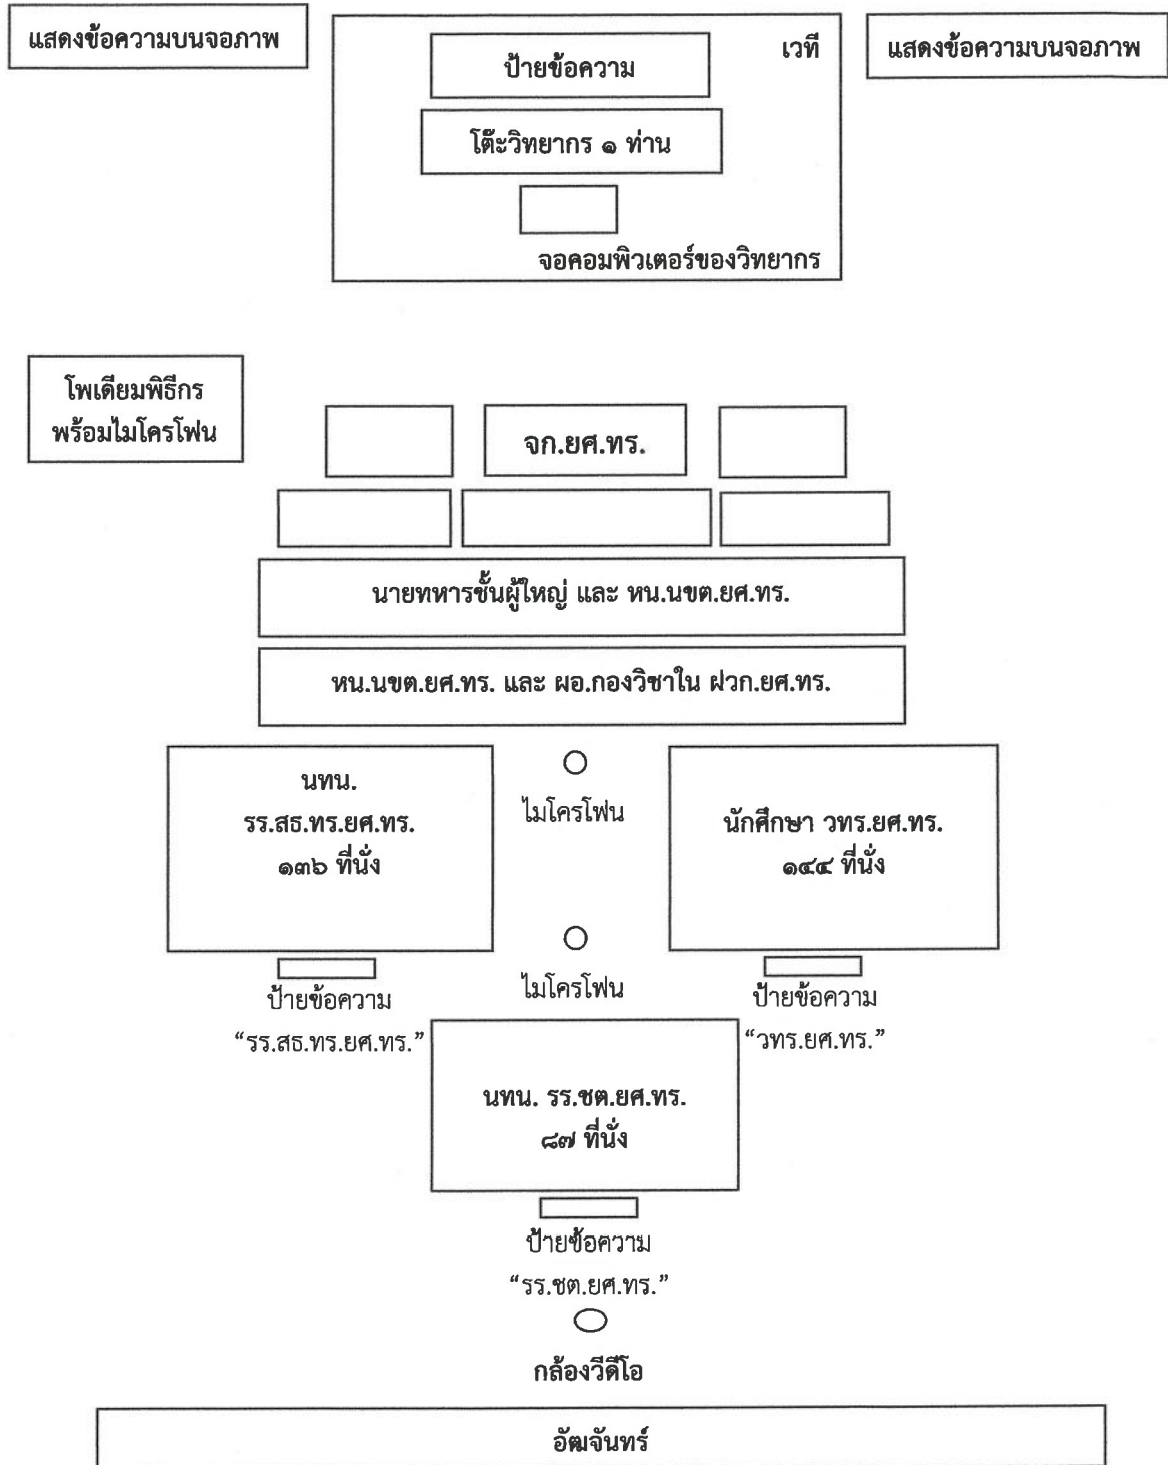 แสดงข้อความบนจอภาพ
เวที
แสดงข้อความบนจอภาพ
ป้ายข้อความ
โต๊ะวิทยากร ๑ ท่าน
จอคอมพิวเตอร์ของวิทยากร
โพเดียมพิธีกร
พร้อมไมโครโฟน
จก.ยศ.ทร.
นายทหารชั้นผู้ใหญ่ และ หน.นขต.ยศ.ทร.
หน.นขต.ยศ.ทร. และ ผอ.กองวิชาใน ฝวก.ยศ.ทร.
นทน.
รร.สธ.ทร.ยศ.ทร.
๑๓๖ ที่นั่ง
ไมโครโฟน
นักศึกษา วทร.ยศ.ทร.
๑๔๔ ที่นั่ง
ไมโครโฟน
ป้ายข้อความ
“รร.สธ.ทร.ยศ.ทร.”
ป้ายข้อความ
“วทร.ยศ.ทร.”
นทน. รร.ชต.ยศ.ทร.
๘๗ ที่นั่ง
ป้ายข้อความ
“รร.ชต.ยศ.ทร.”
กล้องวีดีโอ
อัฒจันทร์